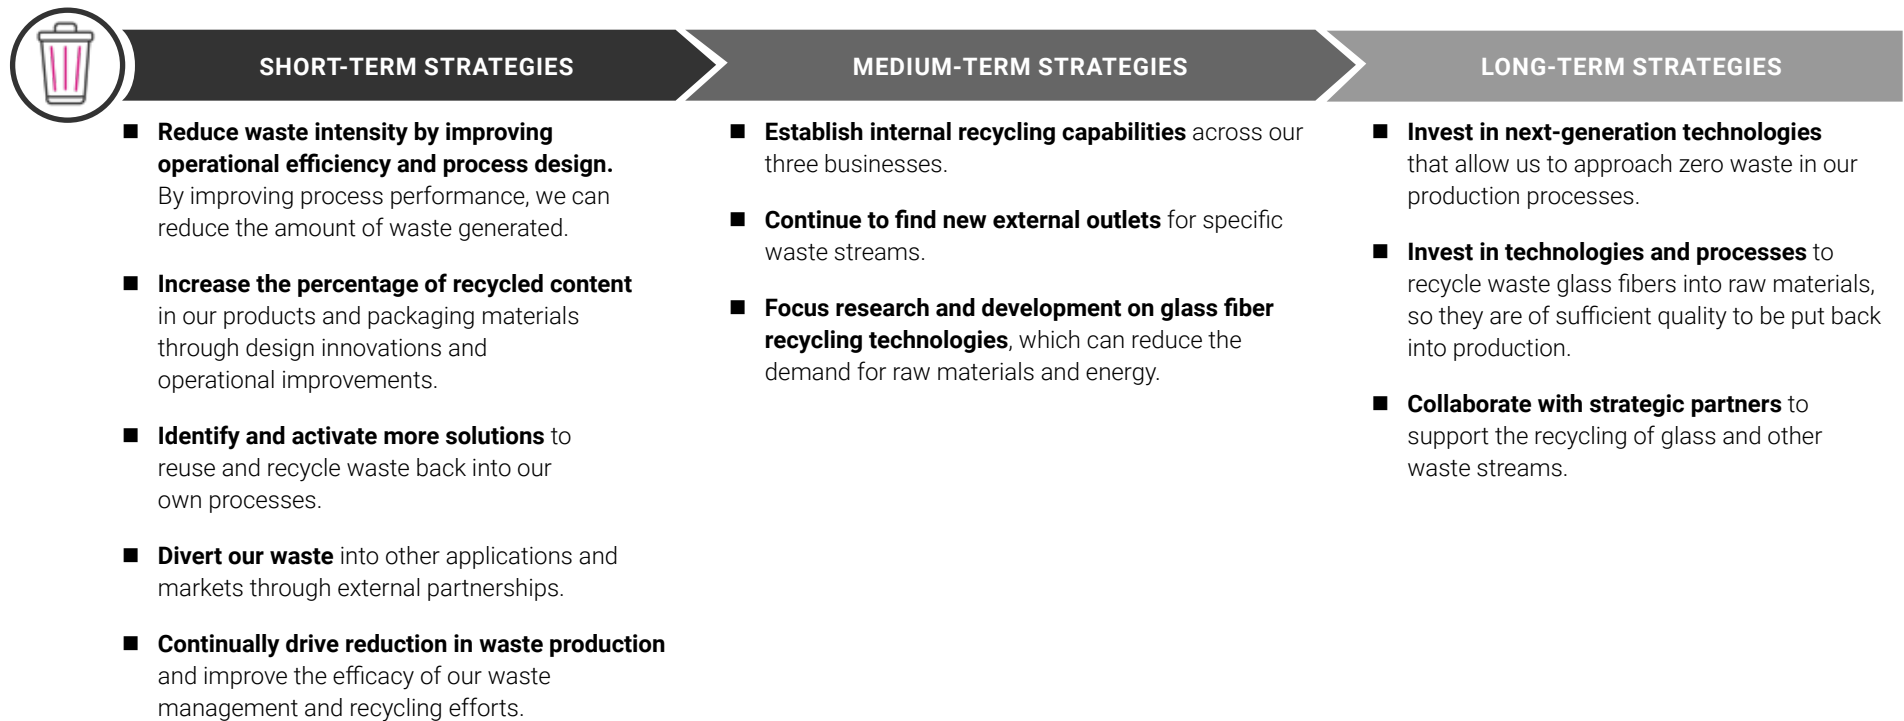 SHORT-TERM STRATEGIES
■ Reduce waste intensity by improving
operational efficiency and process design.
By improving process performance, we can
reduce the amount of waste generated.
■ Increase the percentage of recycled content
in our products and packaging materials
through design innovations and
operational improvements.
■ Identify and activate more solutions to
reuse and recycle waste back into our
own processes.
■ Divert our waste into other applications and
markets through external partnerships.
■ Continually drive reduction in waste production
and improve the efficacy of our waste
management and recycling efforts.
MEDIUM-TERM STRATEGIES
■ Establish internal recycling capabilities across our
three businesses.
■ Continue to find new external outlets for specific
waste streams.
■ Focus research and development on glass fiber
recycling technologies, which can reduce the
demand for raw materials and energy.
LONG-TERM STRATEGIES
■ Invest in next-generation technologies
that allow us to approach zero waste in our
production processes.
■ Invest in technologies and processes to
recycle waste glass fibers into raw materials,
so they are of sufficient quality to be put back
into production.
■ Collaborate with strategic partners to
support the recycling of glass and other
waste streams.